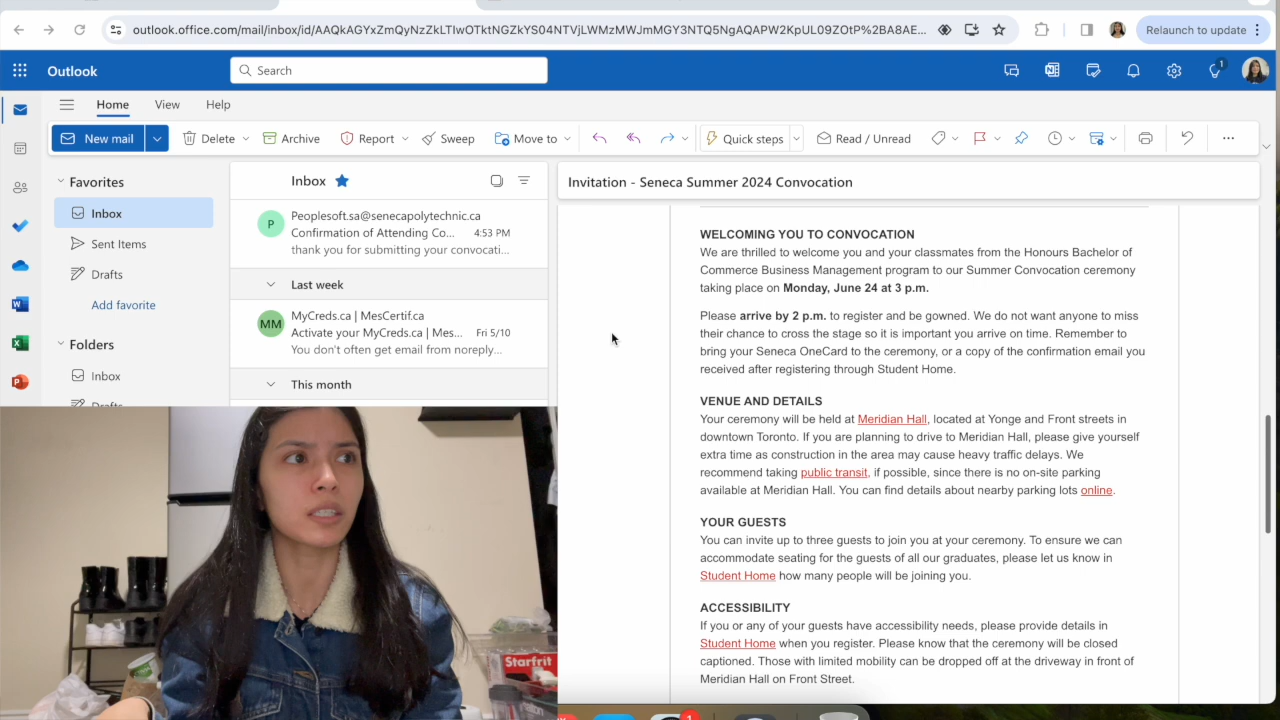 outlook.office.com/mail/inbox/id/AAQkAGYxZmQyNzZkLTIwOTktNGZkYS04NTVjLWMzMWJmMGY3NTQ5NgAQAPW2KpUL09ZOtP%2BA8AE...
Relaunch to update
Outlook
Search
1
Home View Help
New mail Delete Archive Report Sweep Move to Quick steps Read / Unread
Favorites
Inbox
Sent Items
Drafts
Add favorite
Folders
Inbox
Drafts
Inbox
P
Peoplesoft.sa@senecapolytechnic.ca
Confirmation of Attending Co... 4:53 PM
thank you for submitting your convocati...
Last week
MM
MyCreds.ca | MesCertif.ca
Activate your MyCreds.ca | Mes... Fri 5/10
You don't often get email from noreply...
This month
Invitation - Seneca Summer 2024 Convocation
WELCOMING YOU TO CONVOCATION
We are thrilled to welcome you and your classmates from the Honours Bachelor of
Commerce Business Management program to our Summer Convocation ceremony
taking place on Monday, June 24 at 3 p.m.
Please arrive by 2 p.m. to register and be gowned. We do not want anyone to miss
their chance to cross the stage so it is important you arrive on time. Remember to
bring your Seneca OneCard to the ceremony, or a copy of the confirmation email you
received after registering through Student Home.
VENUE AND DETAILS
Your ceremony will be held at Meridian Hall, located at Yonge and Front streets in
downtown Toronto. If you are planning to drive to Meridian Hall, please give yourself
extra time as construction in the area may cause heavy traffic delays. We
recommend taking public transit, if possible, since there is no on-site parking
available at Meridian Hall. You can find details about nearby parking lots online.
YOUR GUESTS
You can invite up to three guests to join you at your ceremony. To ensure we can
accommodate seating for the guests of all our graduates, please let us know in
Student Home how many people will be joining you.
ACCESSIBILITY
If you or any of your guests have accessibility needs, please provide details in
Student Home when you register. Please know that the ceremony will be closed
captioned. Those with limited mobility can be dropped off at the driveway in front of
Meridian Hall on Front Street.
Starfrit
1